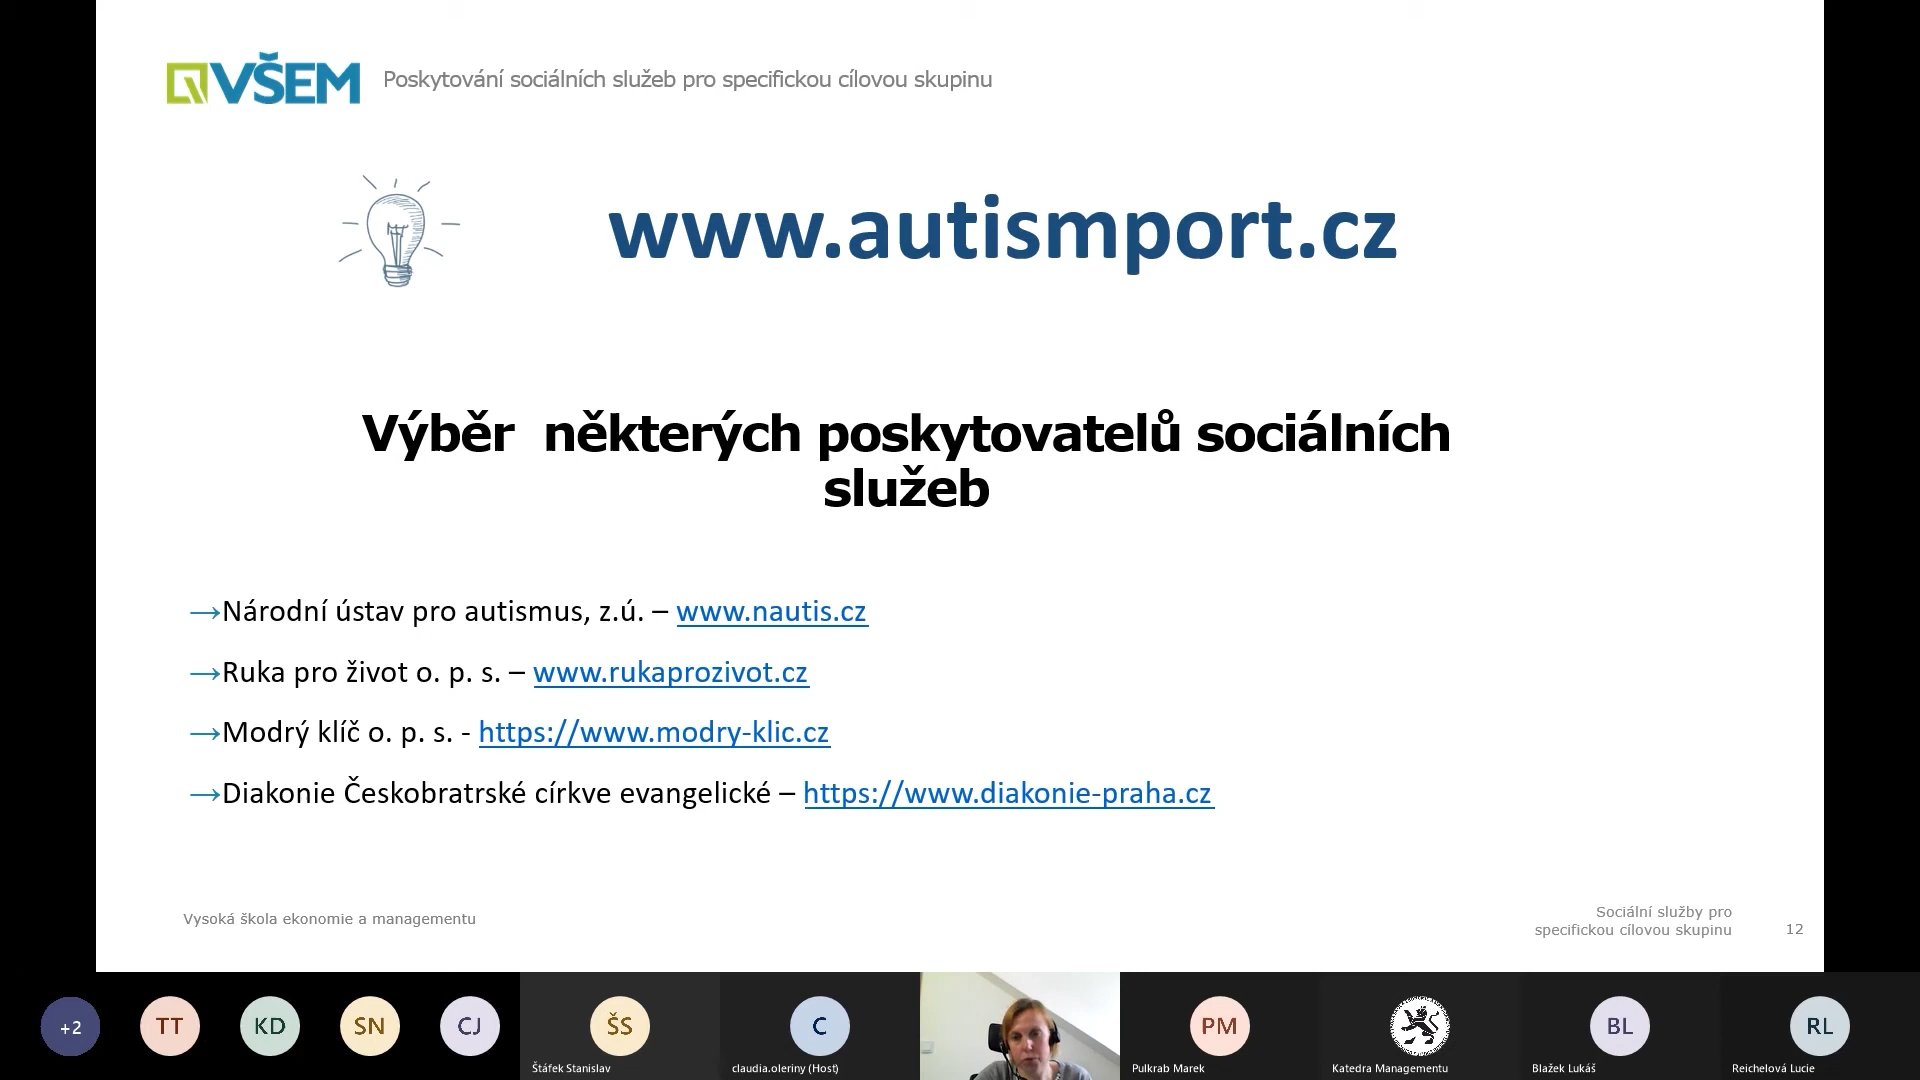 VŠEM Poskytování sociálních služeb pro specifickou cílovou skupinu
www.autismport.cz
Výběr některých poskytovatelů sociálních
služeb
→Národní ústav pro autismus, z.ú. – www.nautis.cz
→Ruka pro život o. p. s. – www.rukaprozivot.cz
→Modrý klíč o. p. s. - https://www.modry-klic.cz
→Diakonie Českobratrské církve evangelické – https://www.diakonie-praha.cz
Vysoká škola ekonomie a managementu
Sociální služby pro
specifickou cílovou skupinu
12
+2 TT KD SN CJ ŠS C PM BL RL
Štáfek Stanislav claudia.oleriny (Host) Pulkrab Marek Katedra Managementu Blažek Lukáš Reichelová Lucie